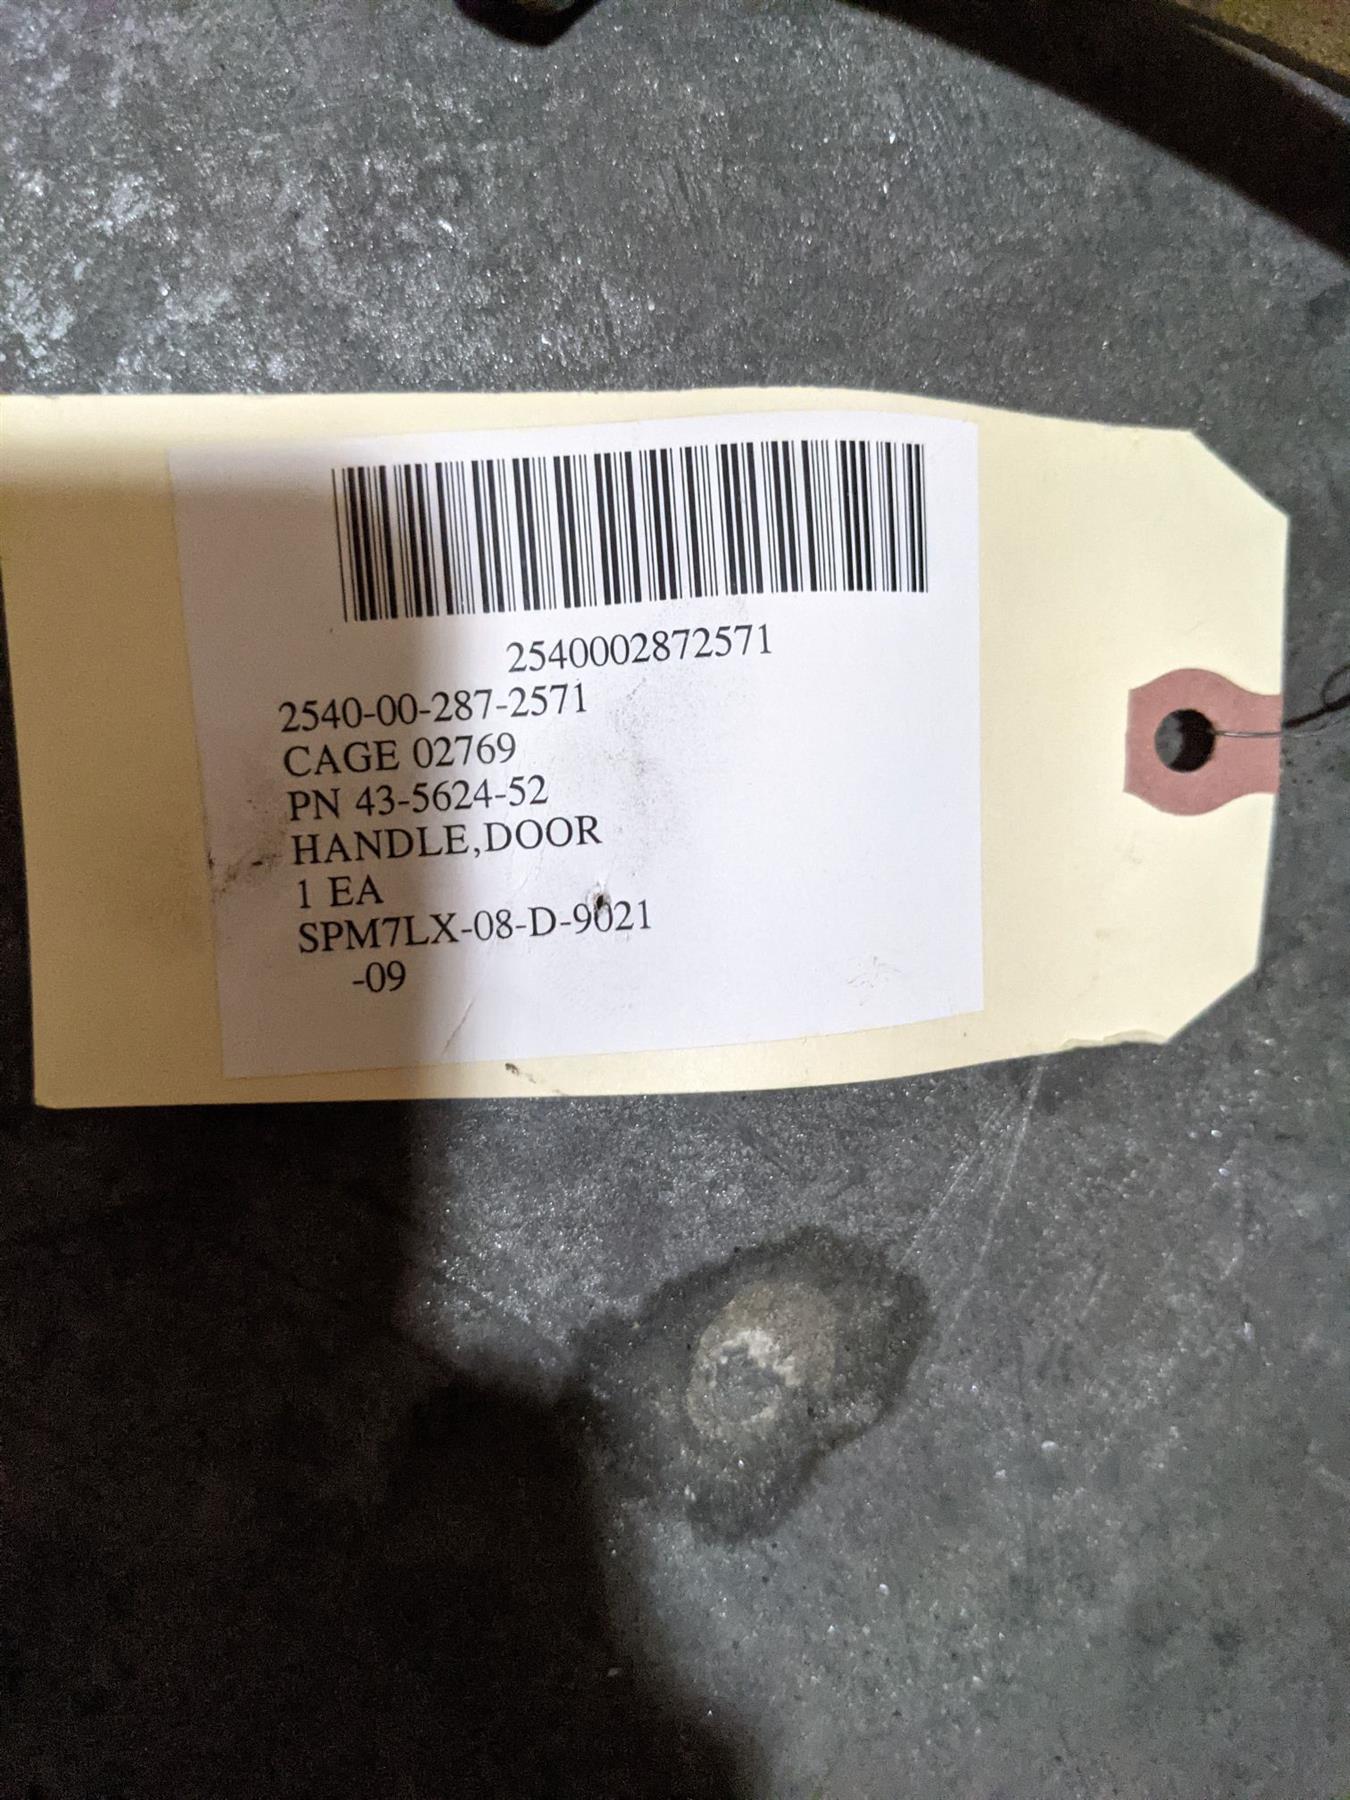 2540002872571
2540-00-287-2571
CAGE 02769
PN 43-5624-52
HANDLE,DOOR
1 EA
SPM7LX-08-D-9021
-09